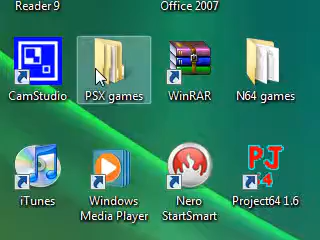 Reader 9
Office 2007
CamStudio
PSX games
WinRAR
N64 games
iTunes
Windows
Media Player
Nero
StartSmart
PJ
64
Project64 1.6